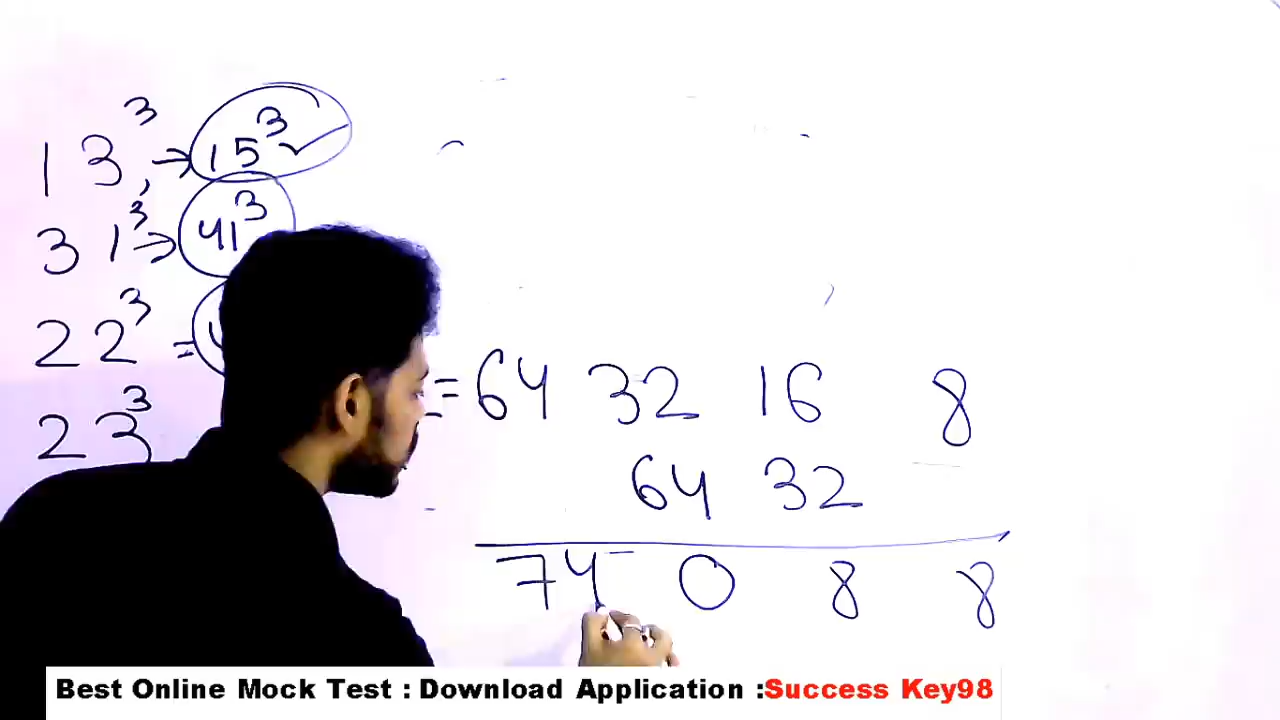 13³, → 15³ ✓
31³ → 41³
22³ =
23³
= 64 32 16 8
64 32
74 0 8 8
Best Online Mock Test : Download Application :Success Key98